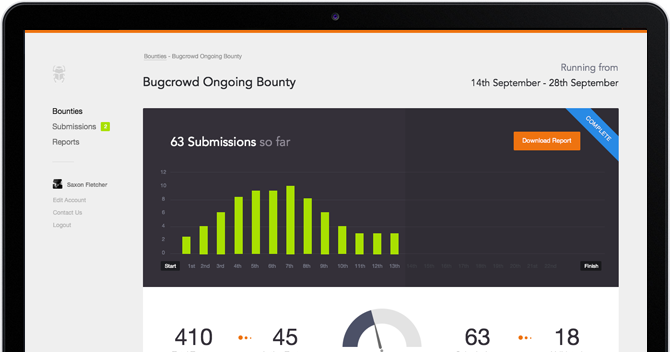 Bounties - Bugcrowd Ongoing Bounty
Bugcrowd Ongoing Bounty
Running from
14th September - 28th September
Bounties
Submissions 2
Reports
Saxon Fletcher
Edit Account
Contact Us
Logout
63 Submissions so far
Download Report
COMPLETE
12
10
8
6
4
2
0
Start 1st 2nd 3rd 4th 5th 6th 7th 8th 9th 10th 11th 12th 13th Finish
410 45 63 18